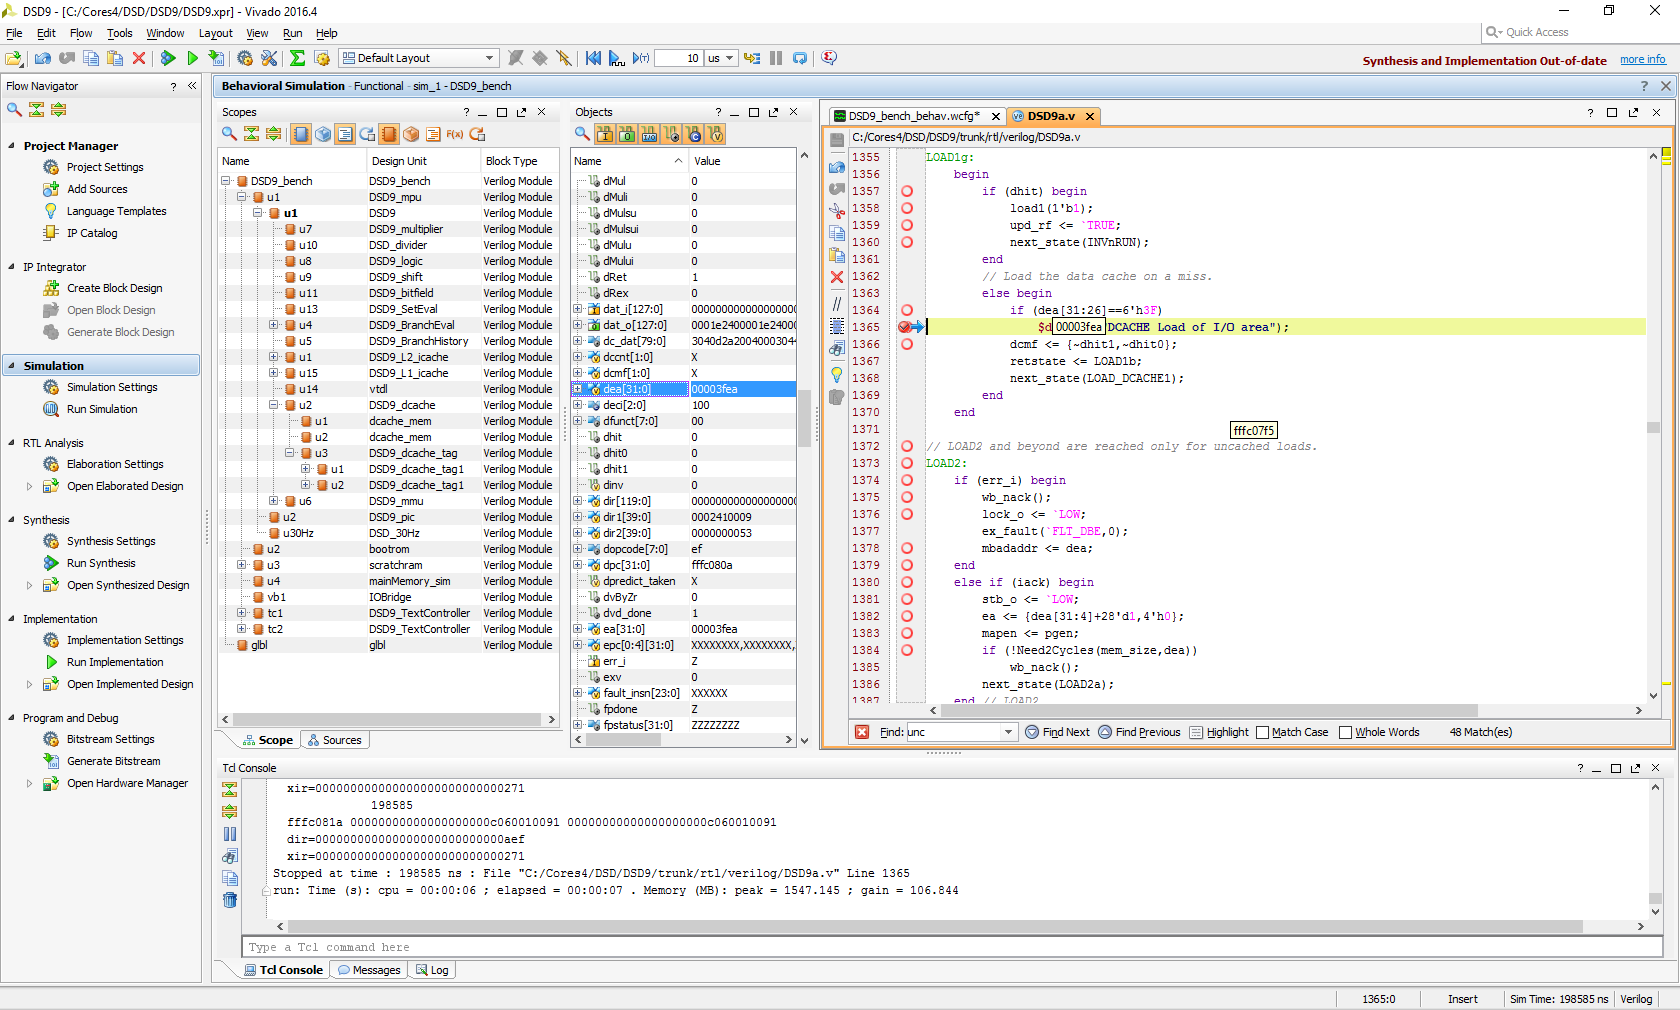 DSD9 - [C:/Cores4/DSD/DSD9/DSD9.xpr] - Vivado 2016.4
File Edit Flow Tools Window Layout View Run Help
Quick Access
Default Layout
10 us
Synthesis and Implementation Out-of-date more info
Flow Navigator
Project Manager
Project Settings
Add Sources
Language Templates
IP Catalog
IP Integrator
Create Block Design
Open Block Design
Generate Block Design
Simulation
Simulation Settings
Run Simulation
RTL Analysis
Elaboration Settings
Open Elaborated Design
Synthesis
Synthesis Settings
Run Synthesis
Open Synthesized Design
Implementation
Implementation Settings
Run Implementation
Open Implemented Design
Program and Debug
Bitstream Settings
Generate Bitstream
Open Hardware Manager
Behavioral Simulation - Functional - sim_1 - DSD9_bench
Scopes
Name Design Unit Block Type
DSD9_bench DSD9_bench Verilog Module
u1 DSD9_mpu Verilog Module
u1 DSD9 Verilog Module
u7 DSD9_multiplier Verilog Module
u10 DSD_divider Verilog Module
u8 DSD9_logic Verilog Module
u9 DSD9_shift Verilog Module
u11 DSD9_bitfield Verilog Module
u13 DSD9_SetEval Verilog Module
u4 DSD9_BranchEval Verilog Module
u5 DSD9_BranchHistory Verilog Module
u1 DSD9_L2_icache Verilog Module
u15 DSD9_L1_icache Verilog Module
u14 vtdl Verilog Module
u2 DSD9_dcache Verilog Module
u1 dcache_mem Verilog Module
u2 dcache_mem Verilog Module
u3 DSD9_dcache_tag Verilog Module
u1 DSD9_dcache_tag1 Verilog Module
u2 DSD9_dcache_tag1 Verilog Module
u6 DSD9_mmu Verilog Module
u2 DSD9_pic Verilog Module
u30Hz DSD_30Hz Verilog Module
u2 bootrom Verilog Module
u3 scratchram Verilog Module
u4 mainMemory_sim Verilog Module
vb1 IOBridge Verilog Module
tc1 DSD9_TextController Verilog Module
tc2 DSD9_TextController Verilog Module
glbl glbl Verilog Module
Scope Sources
Objects
Name Value
dMul 0
dMuli 0
dMulsu 0
dMulsui 0
dMulu 0
dMului 0
dRet 1
dRex 0
dat_i[127:0] 0000000000000000
dat_o[127:0] 0001e2400001e2400
dc_dat[79:0] 3040d2a2004000304
dccnt[1:0] X
dcmf[1:0] X
dea[31:0] 00003fea
deci[2:0] 100
dfunct[7:0] 00
dhit 0
dhit0 0
dhit1 0
dinv 0
dir[119:0] 0000000000000000
dir1[39:0] 0002410009
dir2[39:0] 0000000053
dopcode[7:0] ef
dpc[31:0] fffc080a
dpredict_taken X
dvByZr 0
dvd_done 1
ea[31:0] 00003fea
epc[0:4][31:0] XXXXXXXX,XXXXXXXX,
err_i Z
exv 0
fault_insn[23:0] XXXXXX
fpdone Z
fpstatus[31:0] ZZZZZZZZ
DSD9_bench_behav.wcfg* DSD9a.v
C:/Cores4/DSD/DSD9/trunk/rtl/verilog/DSD9a.v
1355 LOAD1g:
1356 begin
1357 if (dhit) begin
1358 load1(1'b1);
1359 upd_rf <= `TRUE;
1360 next_state(INVnRUN);
1361 end
1362 // Load the data cache on a miss.
1363 else begin
1364 if (dea[31:26]==6'h3F)
1365 $d 00003fea DCACHE Load of I/O area");
1366 dcmf <= {~dhit1,~dhit0};
1367 retstate <= LOAD1b;
1368 next_state(LOAD_DCACHE1);
1369 end
1370 end
1371 fffc07f5
1372 // LOAD2 and beyond are reached only for uncached loads.
1373 LOAD2:
1374 if (err_i) begin
1375 wb_nack();
1376 lock_o <= `LOW;
1377 ex_fault(`FLT_DBE,0);
1378 mbadaddr <= dea;
1379 end
1380 else if (iack) begin
1381 stb_o <= `LOW;
1382 ea <= {dea[31:4]+28'd1,4'h0};
1383 mapen <= pgen;
1384 if (!Need2Cycles(mem_size,dea))
1385 wb_nack();
1386 next_state(LOAD2a);
1387 end // LOAD2
Find: unc Find Next Find Previous Highlight Match Case Whole Words 48 Match(es)
Tcl Console
xir=000000000000000000000000000271
198585
fffc081a 00000000000000000000c060010091 00000000000000000000c060010091
dir=000000000000000000000000000aef
xir=000000000000000000000000000271
Stopped at time : 198585 ns : File "C:/Cores4/DSD/DSD9/trunk/rtl/verilog/DSD9a.v" Line 1365
run: Time (s): cpu = 00:00:06 ; elapsed = 00:00:07 . Memory (MB): peak = 1547.145 ; gain = 106.844
Type a Tcl command here
Tcl Console Messages Log
1365:0 Insert Sim Time: 198585 ns Verilog